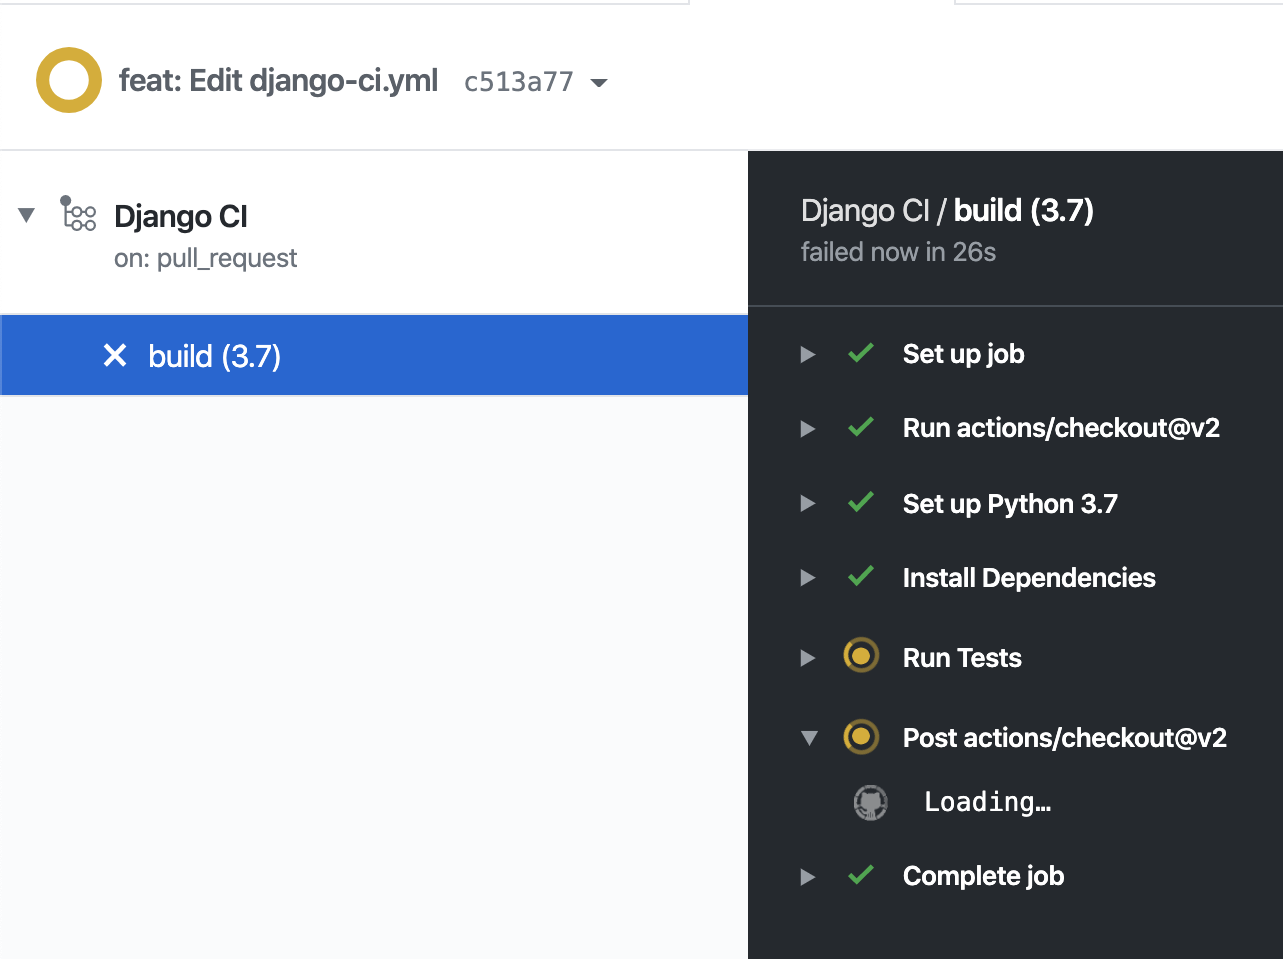 feat: Edit django-ci.yml c513a77
Django CI
on: pull_request
build (3.7)
Django CI / build (3.7)
failed now in 26s
Set up job
Run actions/checkout@v2
Set up Python 3.7
Install Dependencies
Run Tests
Post actions/checkout@v2
Loading…
Complete job